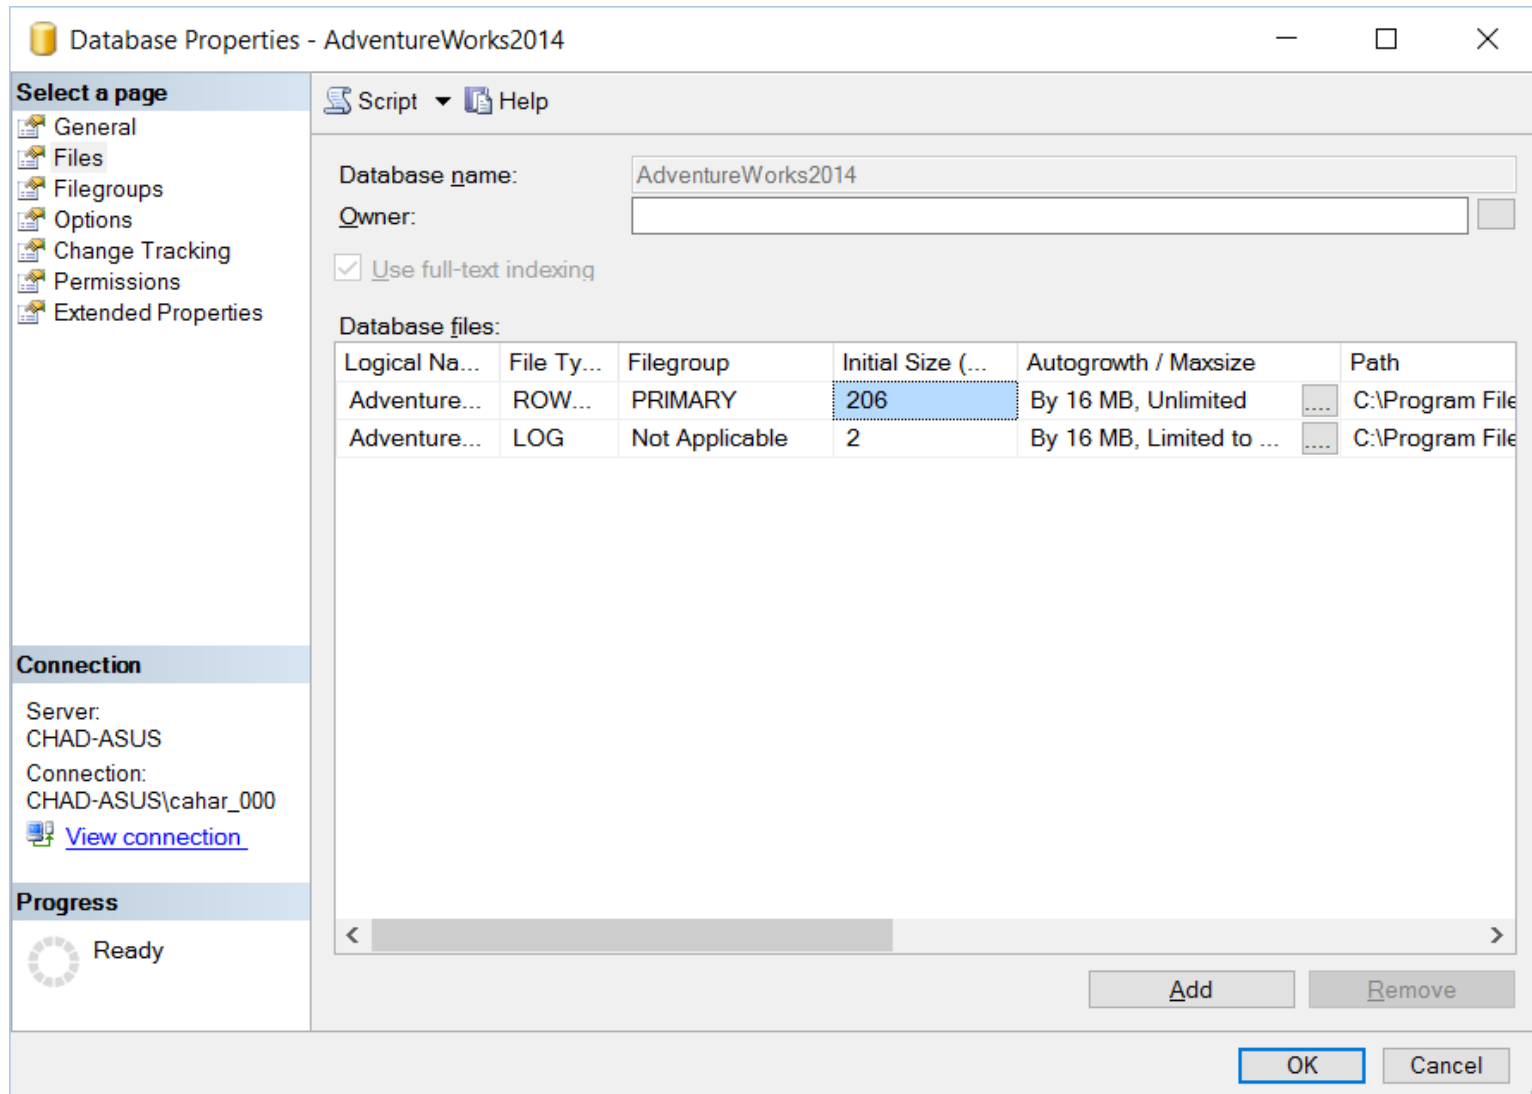 Database Properties - AdventureWorks2014
Select a page
General
Files
Filegroups
Options
Change Tracking
Permissions
Extended Properties
Connection
Server:
CHAD-ASUS
Connection:
CHAD-ASUS\cahar_000
View connection
Progress
Ready
Script Help
Database name: AdventureWorks2014
Owner:
Use full-text indexing
Database files:
Logical Na... File Ty... Filegroup Initial Size (... Autogrowth / Maxsize Path
Adventure... ROW... PRIMARY 206 By 16 MB, Unlimited .... C:\Program File
Adventure... LOG Not Applicable 2 By 16 MB, Limited to ... .... C:\Program File
Add Remove
OK Cancel